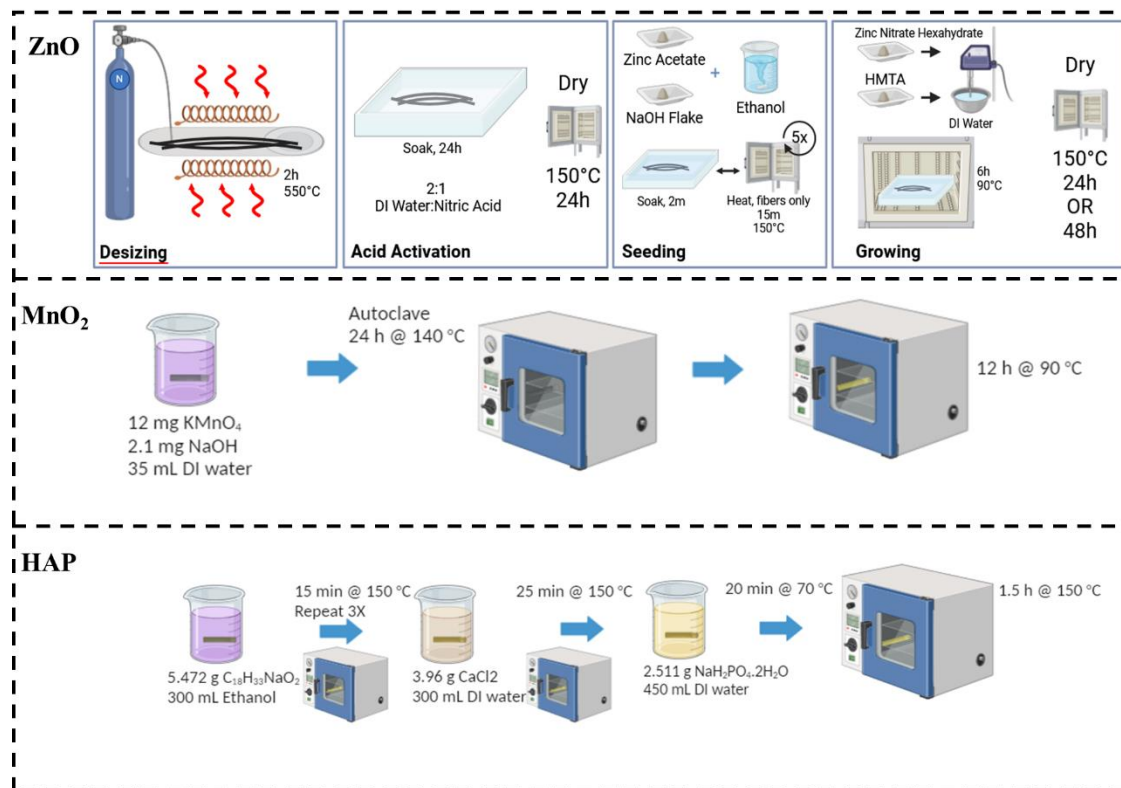 ZnO
N
2h
550°C
Desizing
Soak, 24h
2:1
DI Water:Nitric Acid
Dry
150°C
24h
Acid Activation
Zinc Acetate
+
NaOH Flake
Ethanol
5x
Soak, 2m
Heat, fibers only
15m
150°C
Seeding
Zinc Nitrate Hexahydrate
HMTA
DI Water
6h
90°C
Dry
150°C
24h
OR
48h
Growing
MnO₂
12 mg KMnO₄
2.1 mg NaOH
35 mL DI water
Autoclave
24 h @ 140 °C
12 h @ 90 °C
HAP
5.472 g C₁₈H₃₃NaO₂
300 mL Ethanol
15 min @ 150 °C
Repeat 3X
3.96 g CaCl2
300 mL DI water
25 min @ 150 °C
2.511 g NaH₂PO₄.2H₂O
450 mL DI water
20 min @ 70 °C
1.5 h @ 150 °C